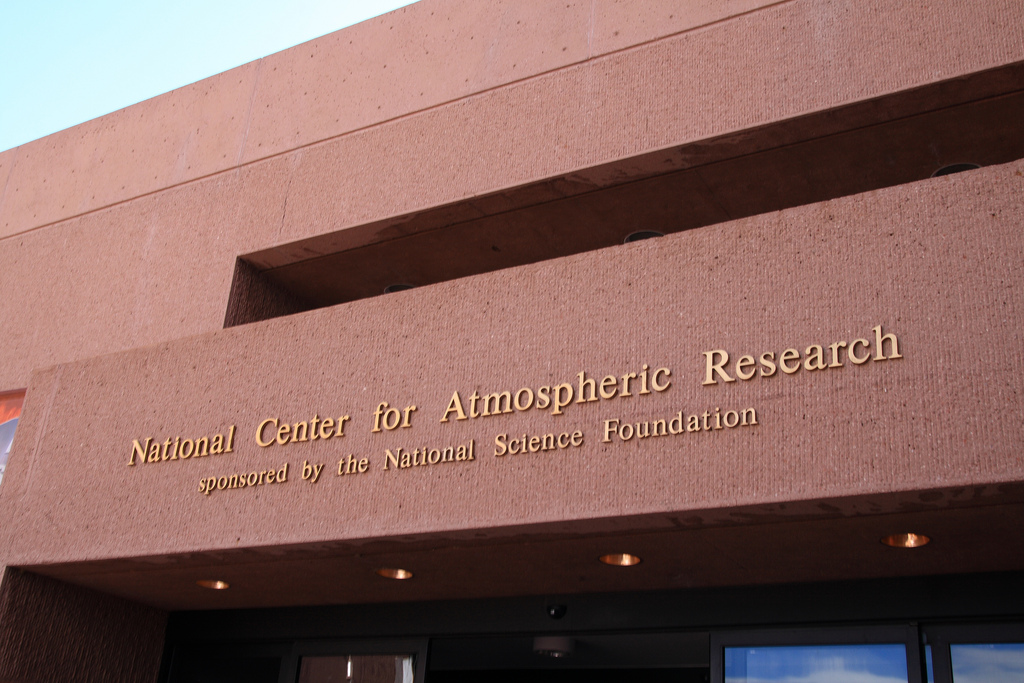 National Center for Atmospheric Research
sponsored by the National Science Foundation